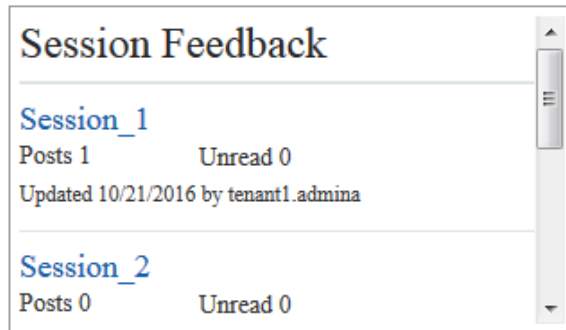 Session Feedback
Session_1
Posts 1 Unread 0
Updated 10/21/2016 by tenant1.admina
Session_2
Posts 0 Unread 0